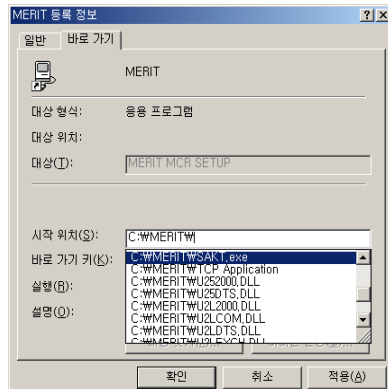 MERIT 등록 정보
일반 바로 가기
MERIT
대상 형식: 응용 프로그램
대상 위치:
대상(T): MERIT MCR SETUP
시작 위치(S): C:₩MERIT₩
바로 가기 키(K): C:₩MERIT₩SAKT.exe
C:₩MERIT₩TCP Application
실행(R): C:₩MERIT₩U252000.DLL
C:₩MERIT₩U25DTS.DLL
설명(O): C:₩MERIT₩U2L2000.DLL
C:₩MERIT₩U2LCOM.DLL
C:₩MERIT₩U2LDTS.DLL
C:₩MERIT₩U2LEXCH.DLL
확인 취소 적용(A)